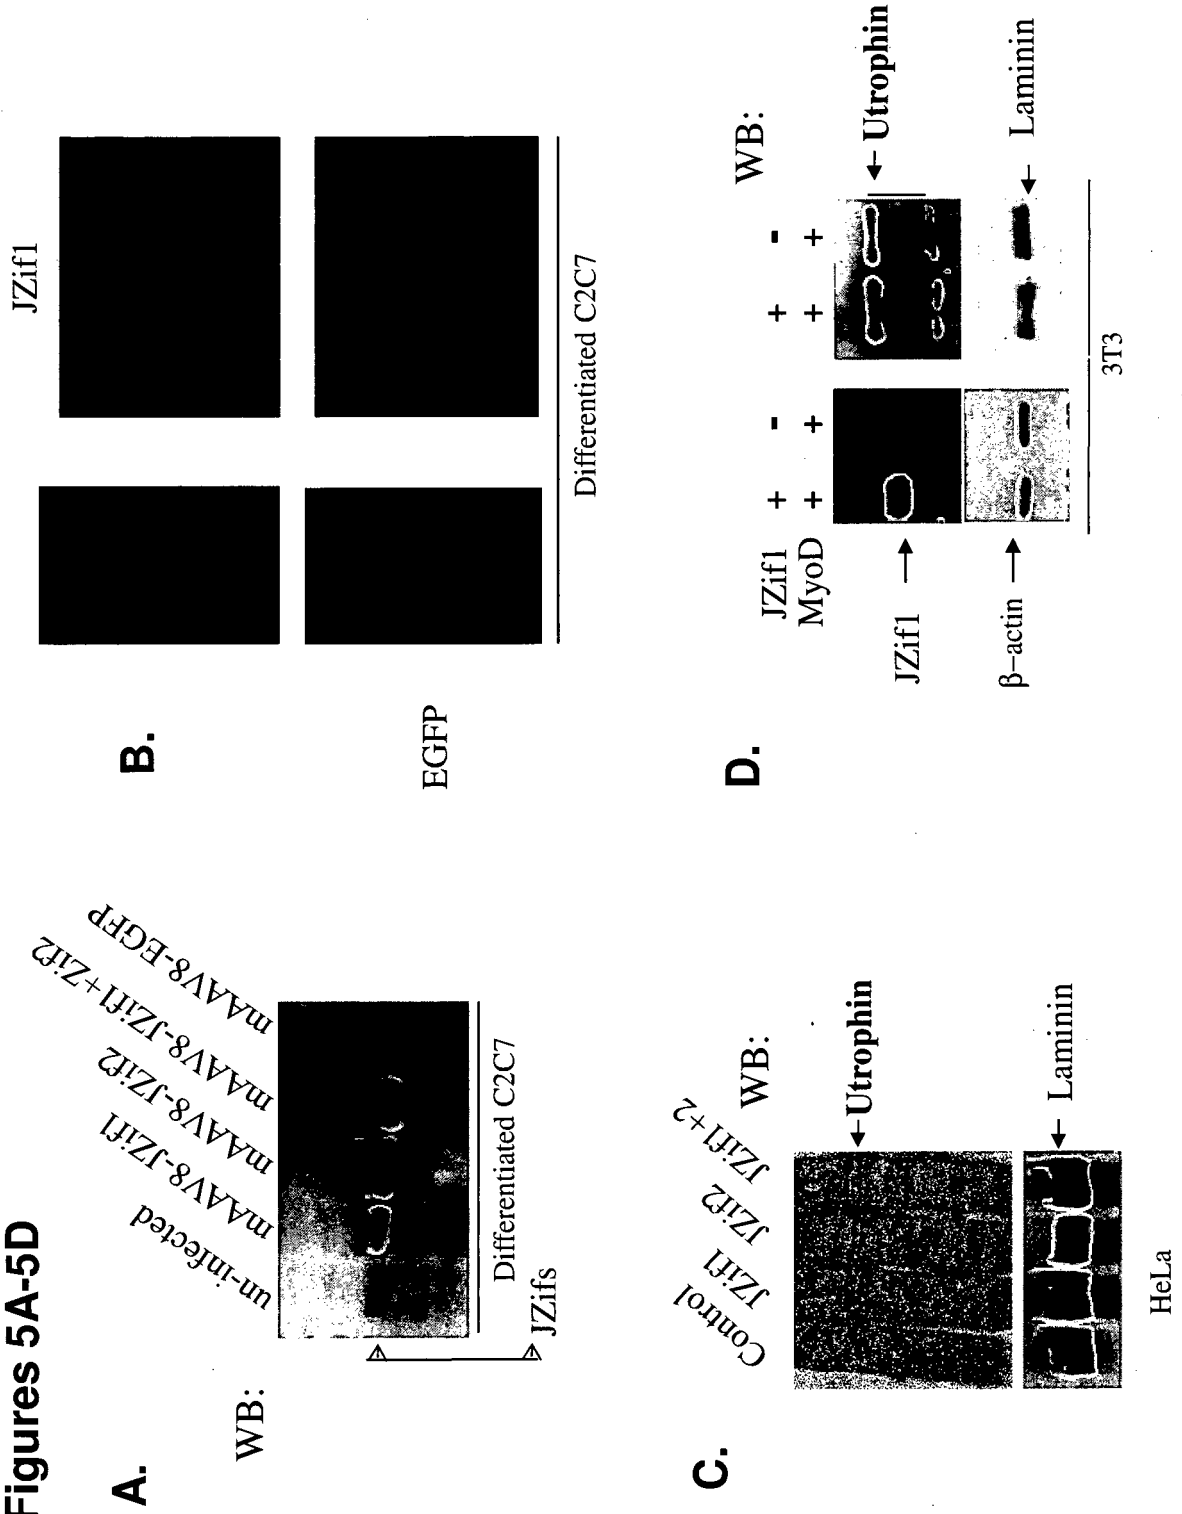 Figures 5A-5D
A.
WB:
un-infected
mAAV8-JZif1
mAAV8-JZif2
mAAV8-JZif1+Zif2
mAAV8-EGFP
Differentiated C2C7
JZifs
B.
JZif1
EGFP
Differentiated C2C7
C.
Control
JZif1
JZif2
JZif1+2
WB:
Utrophin
Laminin
HeLa
D.
JZif1 + - + -
MyoD + + + +
WB:
JZif1
Utrophin
β-actin
Laminin
3T3